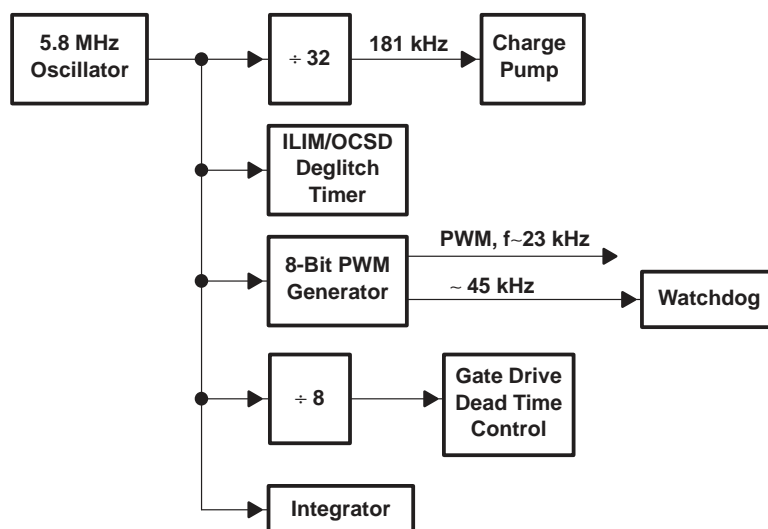 5.8 MHz
Oscillator
÷ 32
181 kHz
Charge
Pump
ILIM/OCSD
Deglitch
Timer
8-Bit PWM
Generator
PWM, f~23 kHz
~ 45 kHz
Watchdog
÷ 8
Gate Drive
Dead Time
Control
Integrator